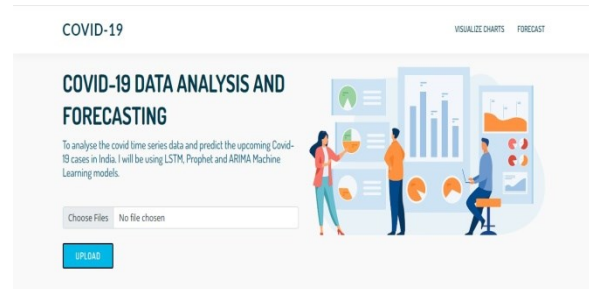 COVID-19
VISUALIZE CHARTS FORECAST
COVID-19 DATA ANALYSIS AND
FORECASTING
To analyse the covid time series data and predict the upcoming Covid-
19 cases in India. I will be using LSTM, Prophet and ARIMA Machine
Learning models.
Choose Files No file chosen
UPLOAD